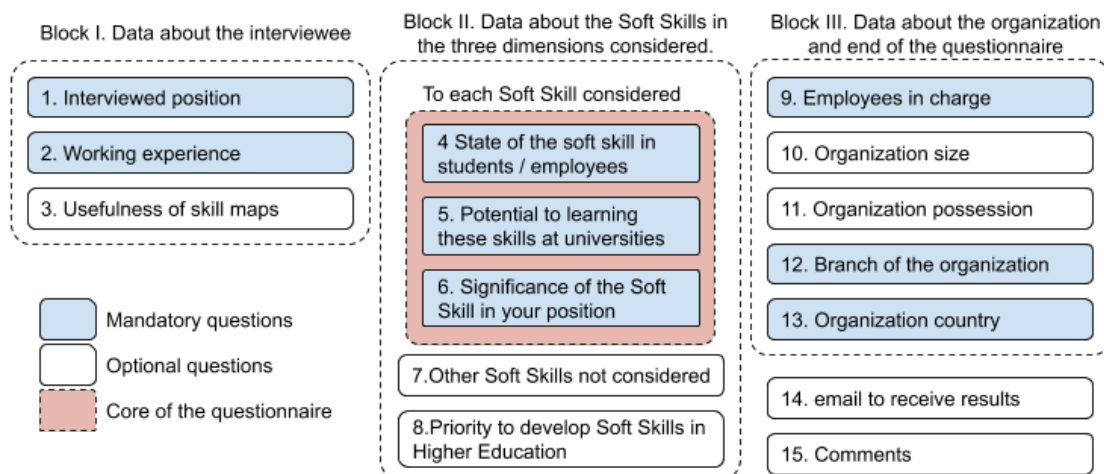 Block I. Data about the interviewee
1. Interviewed position
2. Working experience
3. Usefulness of skill maps
Mandatory questions
Optional questions
Core of the questionnaire
Block II. Data about the Soft Skills in
the three dimensions considered.
To each Soft Skill considered
4 State of the soft skill in
students / employees
5. Potential to learning
these skills at universities
6. Significance of the Soft
Skill in your position
7.Other Soft Skills not considered
8.Priority to develop Soft Skills in
Higher Education
Block III. Data about the organization
and end of the questionnaire
9. Employees in charge
10. Organization size
11. Organization possession
12. Branch of the organization
13. Organization country
14. email to receive results
15. Comments